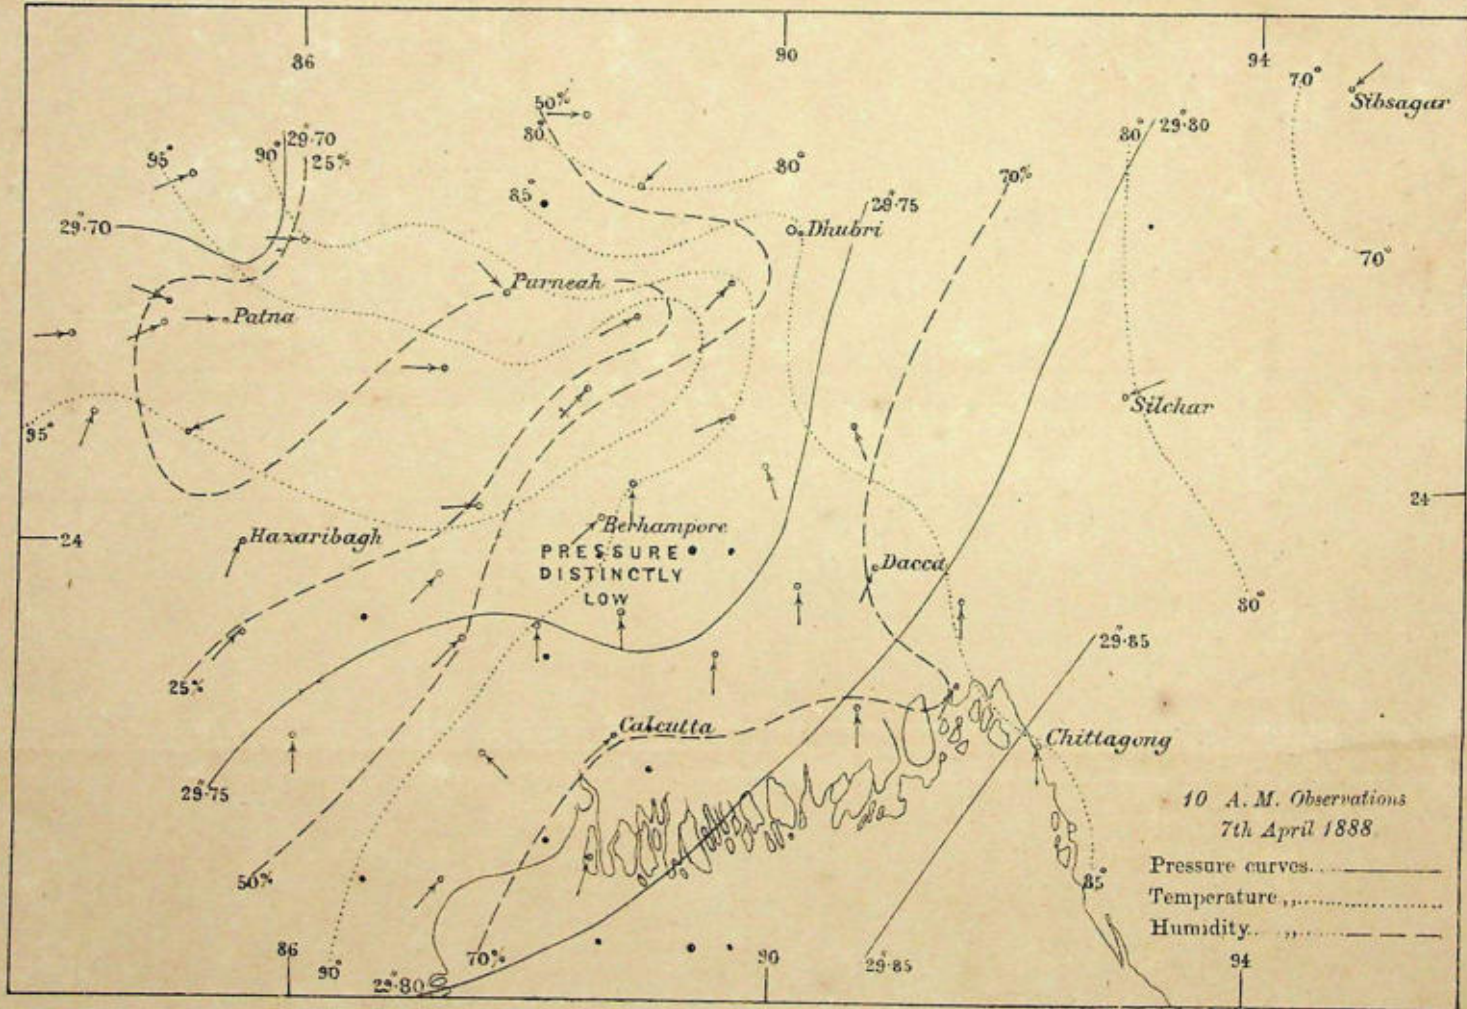 86
90
94
70°
Sibsagar
50%
80°
29°·70
90°
25%
95°
80°
80°
29°·80
85°
70%
29·70
29°·75
Dhubri
70°
Purneah
Patna
95°
Silchar
24
Hazaribagh
24
Berhampore
PRESSURE
DISTINCTLY
LOW
Dacca
80°
29°·85
25%
Calcutta
Chittagong
29°·75
10 A. M. Observations
7th April 1888
Pressure curves
50%
85°
Temperature ,,
Humidity ,,
86
90°
29°·80
70%
90
29°·85
94